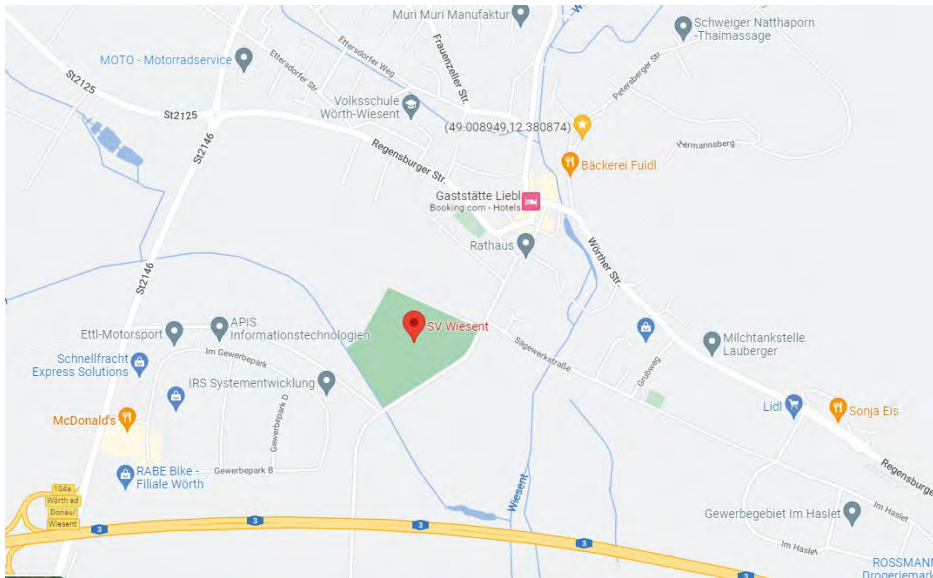 Muri Muri Manufaktur
Schweiger Natthaporn
-Thaimassage
MOTO - Motorradservice
Ettersdorfer Str
Ettersdorfer Weg
Frauenzeller Str.
Petersberger Str.
St2125
St2125
Volksschule
Wörth-Wiesent
(49.008949,12.380874)
St2146
Regensburger Str.
Hermannsberg
Bäckerei Fuidl
Gaststätte Liebl
Booking.com - Hotels
Rathaus
Wörther Str.
St2146
SV Wiesent
APIS
Informationstechnologien
Ettl-Motorsport
Milchtankstelle
Lauberger
Sägewerkstraße
Grubweg
Im Gewerbepark
Schnellfracht
Express Solutions
IRS Systementwicklung
Gewerbepark D
McDonald's
Lidl
Sonja Eis
RABE Bike -
Filiale Wörth
Gewerbepark B
Regensburge
104a
Wörth ad
Donau/
Wiesent
Wiesent
Im Haslet
Gewerbegebiet Im Haslet
3
3
3
3
3
Im Haslet
ROSSMANN
Drogeriemark